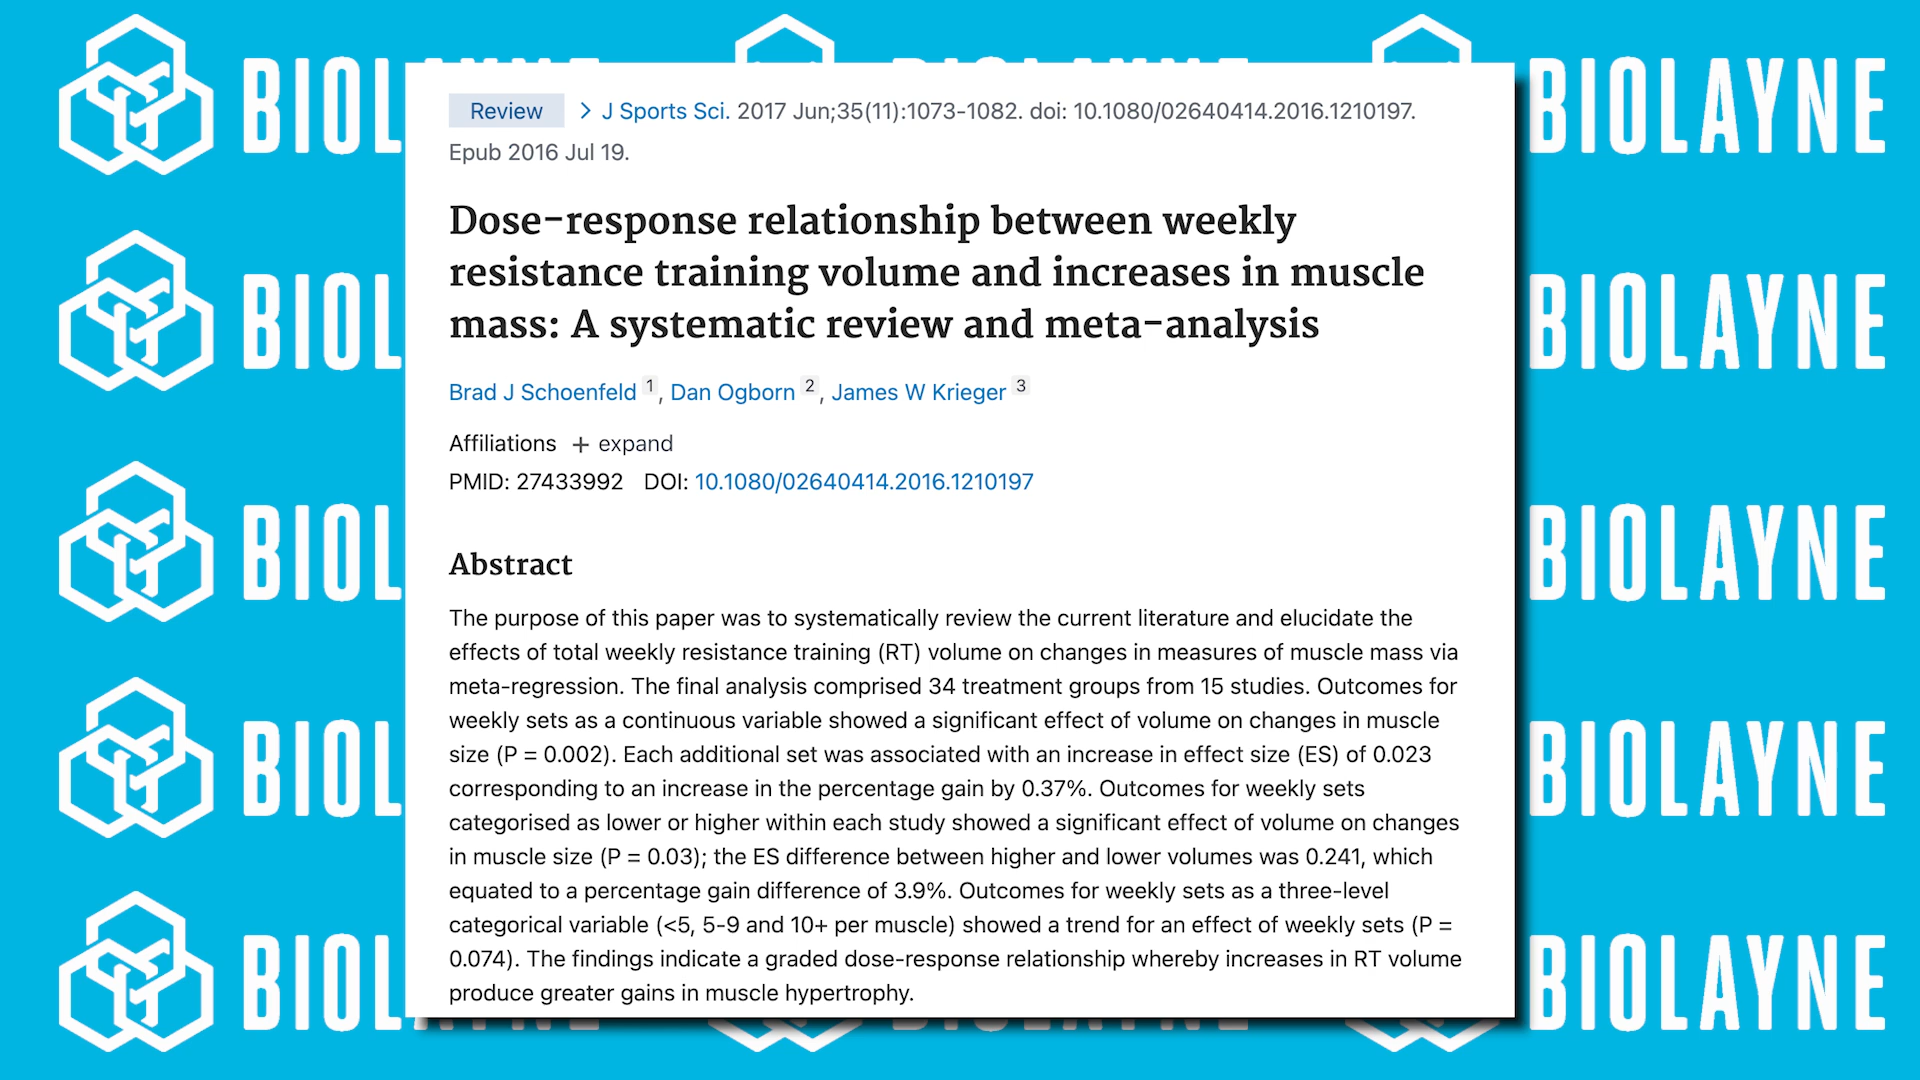 BIOLAYNE
Review > J Sports Sci. 2017 Jun;35(11):1073-1082. doi: 10.1080/02640414.2016.1210197.
Epub 2016 Jul 19.
Dose-response relationship between weekly
resistance training volume and increases in muscle
mass: A systematic review and meta-analysis
Brad J Schoenfeld 1, Dan Ogborn 2, James W Krieger 3
Affiliations + expand
PMID: 27433992 DOI: 10.1080/02640414.2016.1210197
Abstract
The purpose of this paper was to systematically review the current literature and elucidate the
effects of total weekly resistance training (RT) volume on changes in measures of muscle mass via
meta-regression. The final analysis comprised 34 treatment groups from 15 studies. Outcomes for
weekly sets as a continuous variable showed a significant effect of volume on changes in muscle
size (P = 0.002). Each additional set was associated with an increase in effect size (ES) of 0.023
corresponding to an increase in the percentage gain by 0.37%. Outcomes for weekly sets
categorised as lower or higher within each study showed a significant effect of volume on changes
in muscle size (P = 0.03); the ES difference between higher and lower volumes was 0.241, which
equated to a percentage gain difference of 3.9%. Outcomes for weekly sets as a three-level
categorical variable (<5, 5-9 and 10+ per muscle) showed a trend for an effect of weekly sets (P =
0.074). The findings indicate a graded dose-response relationship whereby increases in RT volume
produce greater gains in muscle hypertrophy.
BIOLAYNE
BIOLAYNE
BIOLAYNE
BIOLAYNE